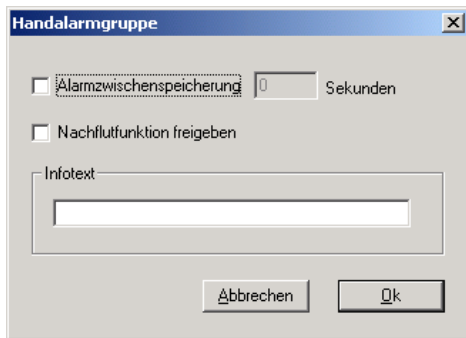 Handalarmgruppe
Alarmzwischenspeicherung 0 Sekunden
Nachflutfunktion freigeben
Infotext
Abbrechen Ok